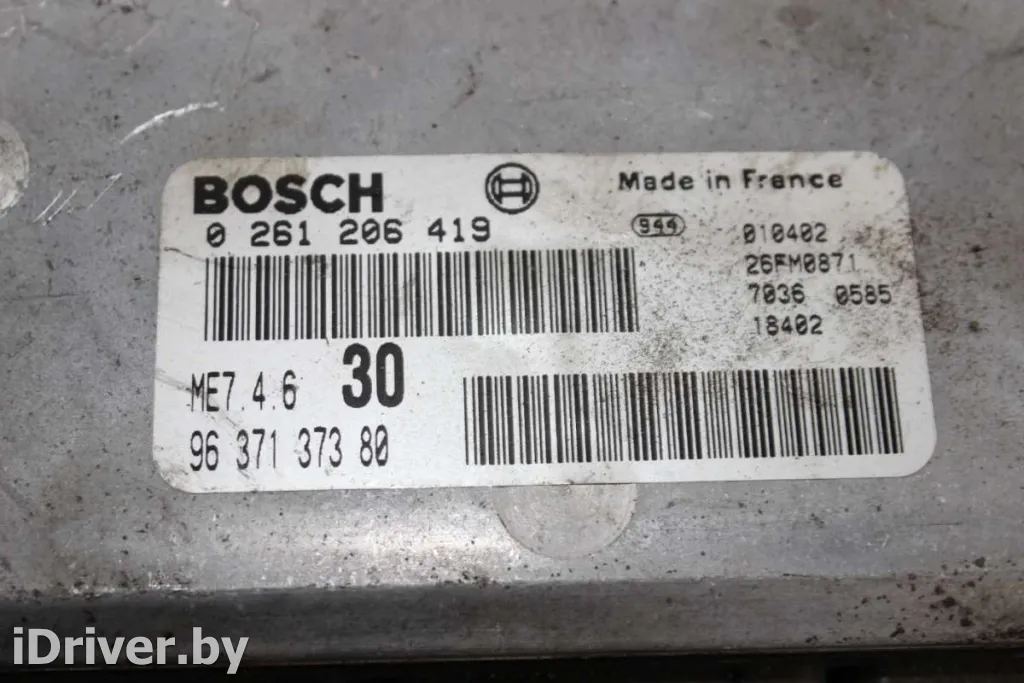 BOSCH
Made in France
0 261 206 419
944
010402
26FM0871
7036 0585
18402
ME7.4.6 30
96 371 373 80
iDriver.by